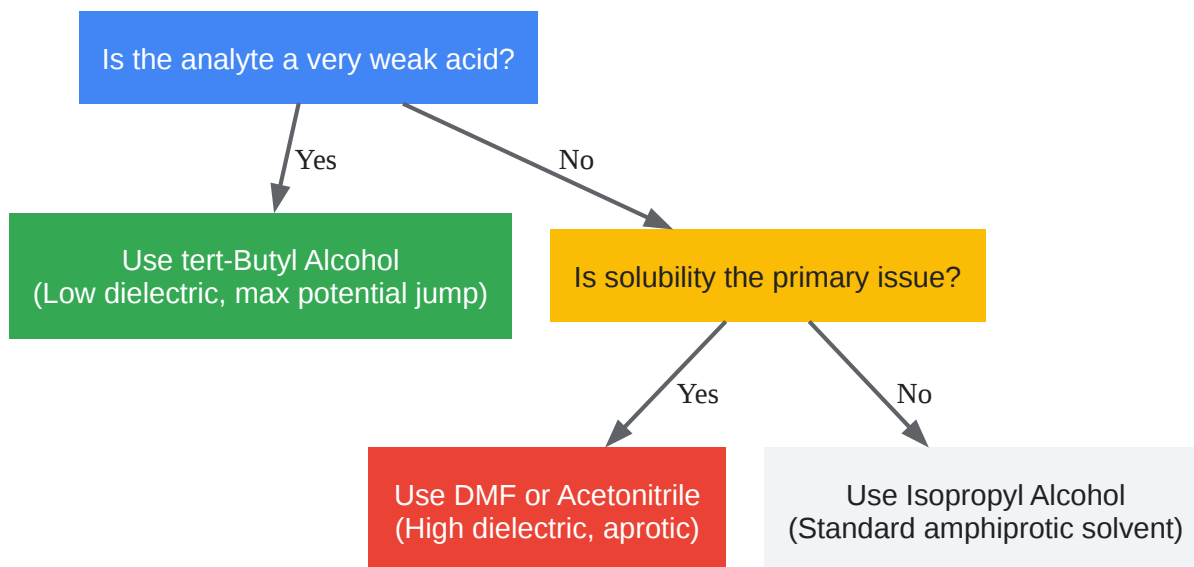 Is the analyte a very weak acid?
Yes
No
Use tert-Butyl Alcohol
(Low dielectric, max potential jump)
Is solubility the primary issue?
Yes
No
Use DMF or Acetonitrile
(High dielectric, aprotic)
Use Isopropyl Alcohol
(Standard amphiprotic solvent)